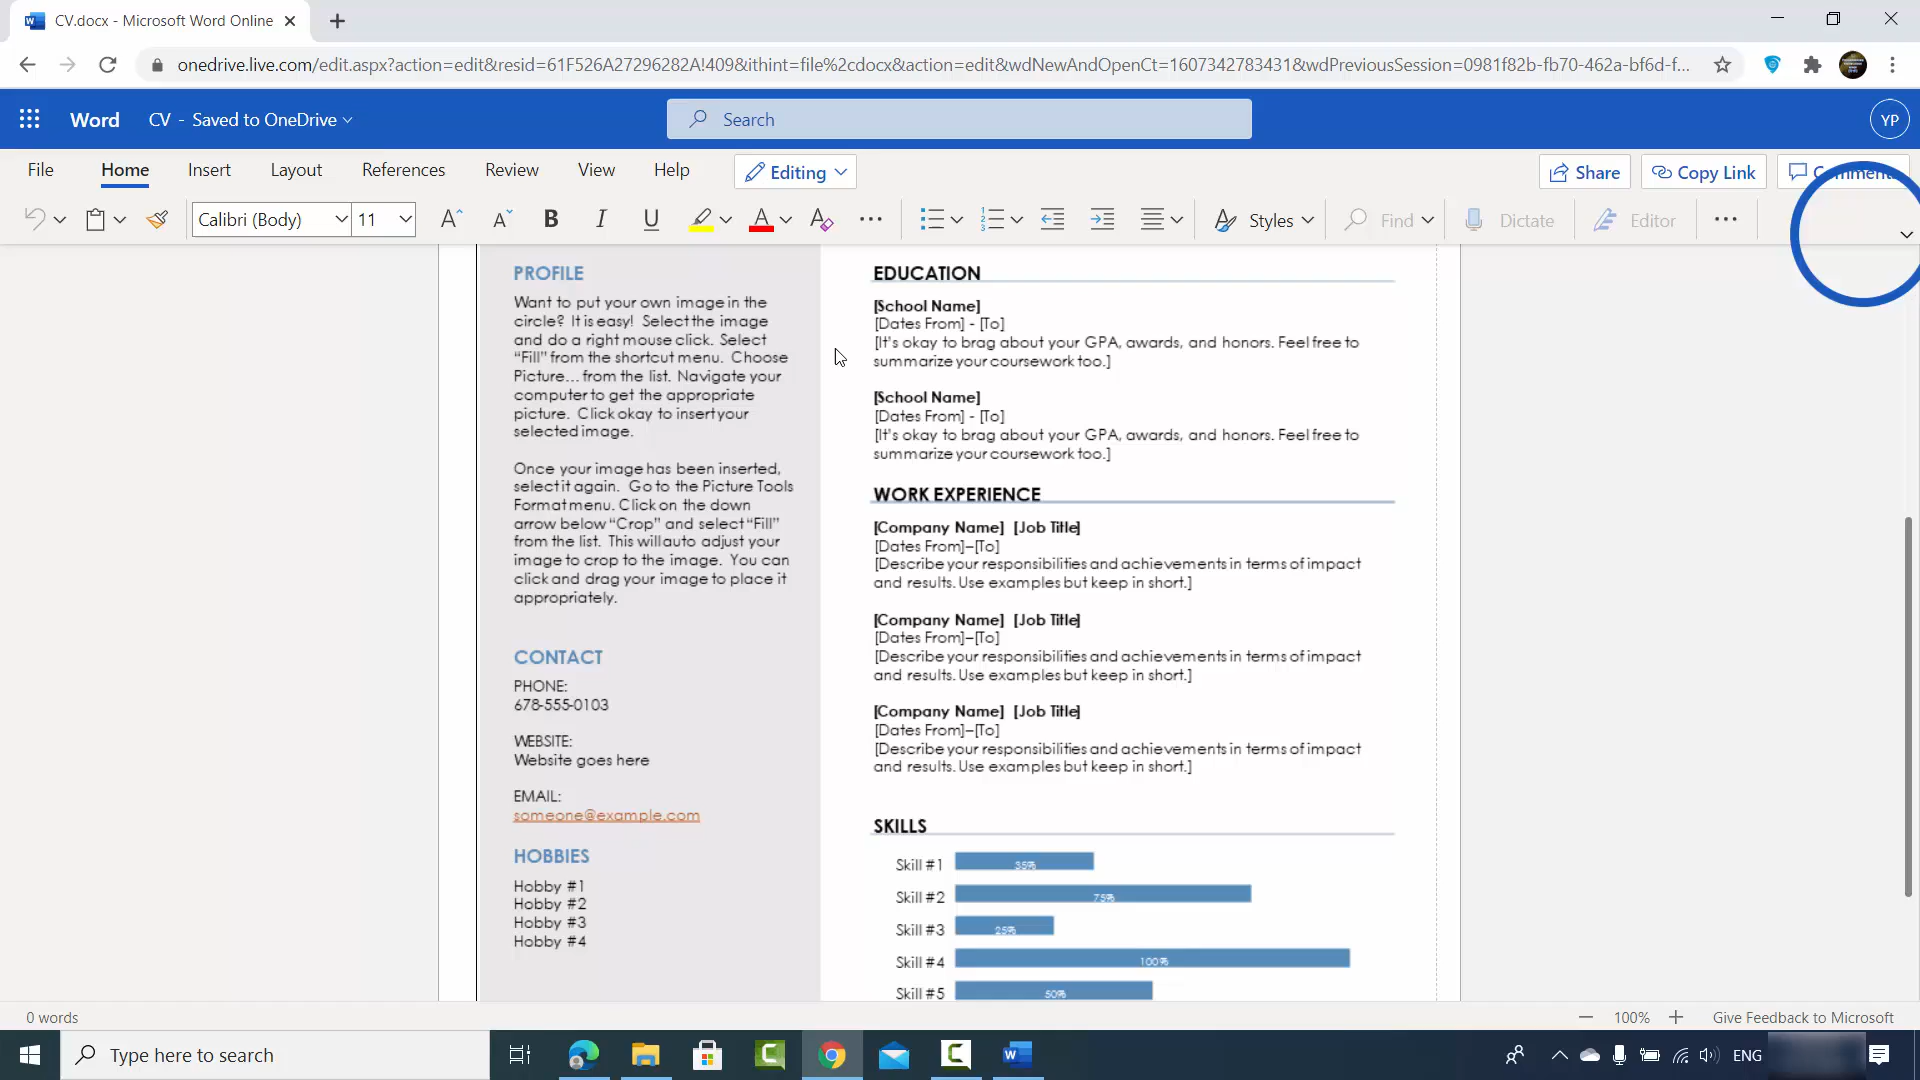 CV.docx - Microsoft Word Online
onedrive.live.com/edit.aspx?action=edit&resid=61F526A27296282A!409&ithint=file%2cdocx&action=edit&wdNewAndOpenCt=1607342783431&wdPreviousSession=0981f82b-fb70-462a-bf6d-f...
Word CV - Saved to OneDrive Search YP
File Home Insert Layout References Review View Help Editing Share Copy Link Comments
Calibri (Body) 11 B I U A Styles Find Dictate Editor
PROFILE
Want to put your own image in the
circle? It is easy! Select the image
and do a right mouse click. Select
“Fill” from the shortcut menu. Choose
Picture… from the list. Navigate your
computer to get the appropriate
picture. Click okay to insert your
selected image.
Once your image has been inserted,
select it again. Go to the Picture Tools
Format menu. Click on the down
arrow below “Crop” and select “Fill”
from the list. This will auto adjust your
image to crop to the image. You can
click and drag your image to place it
appropriately.
CONTACT
PHONE:
678-555-0103
WEBSITE:
Website goes here
EMAIL:
someone@example.com
HOBBIES
Hobby #1
Hobby #2
Hobby #3
Hobby #4
EDUCATION
[School Name]
[Dates From] - [To]
[It's okay to brag about your GPA, awards, and honors. Feel free to
summarize your coursework too.]
[School Name]
[Dates From] - [To]
[It's okay to brag about your GPA, awards, and honors. Feel free to
summarize your coursework too.]
WORK EXPERIENCE
[Company Name] [Job Title]
[Dates From]–[To]
[Describe your responsibilities and achievements in terms of impact
and results. Use examples but keep in short.]
[Company Name] [Job Title]
[Dates From]–[To]
[Describe your responsibilities and achievements in terms of impact
and results. Use examples but keep in short.]
[Company Name] [Job Title]
[Dates From]–[To]
[Describe your responsibilities and achievements in terms of impact
and results. Use examples but keep in short.]
SKILLS
Skill #1 35%
Skill #2 75%
Skill #3 25%
Skill #4 100%
Skill #5 50%
0 words 100% Give Feedback to Microsoft
Type here to search ENG